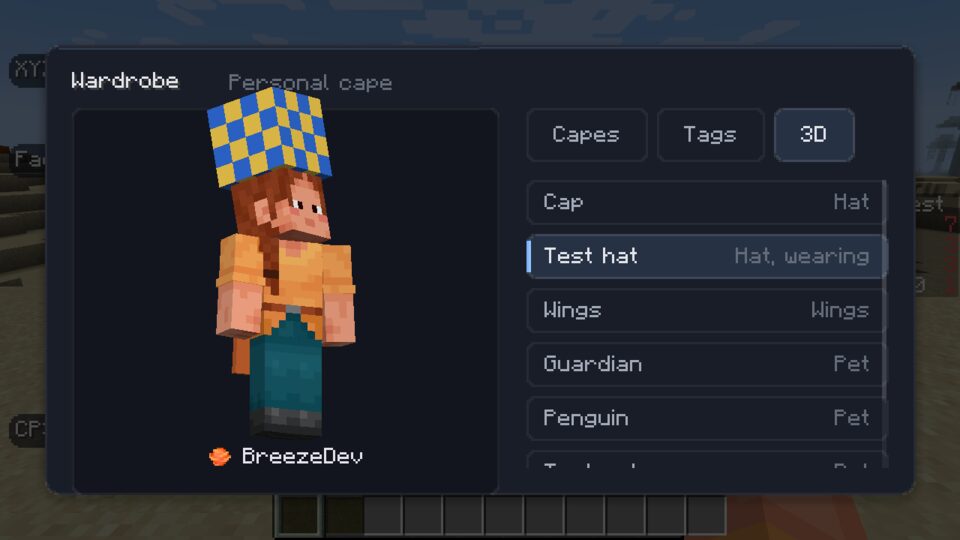 Wardrobe
Personal cape
XYZ
Capes
Tags
3D
Cap
Hat
Test hat
Hat, wearing
Wings
Wings
Guardian
Pet
Penguin
Pet
BreezeDev